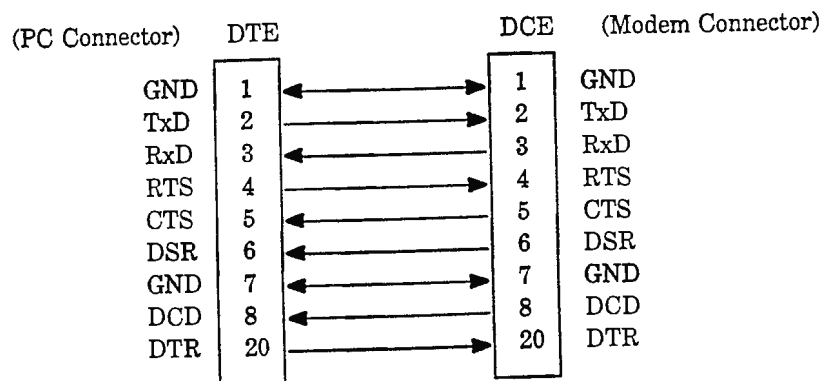 (PC Connector) DTE DCE (Modem Connector)
GND 1 1 GND
TxD 2 2 TxD
RxD 3 3 RxD
RTS 4 4 RTS
CTS 5 5 CTS
DSR 6 6 DSR
GND 7 7 GND
DCD 8 8 DCD
DTR 20 20 DTR